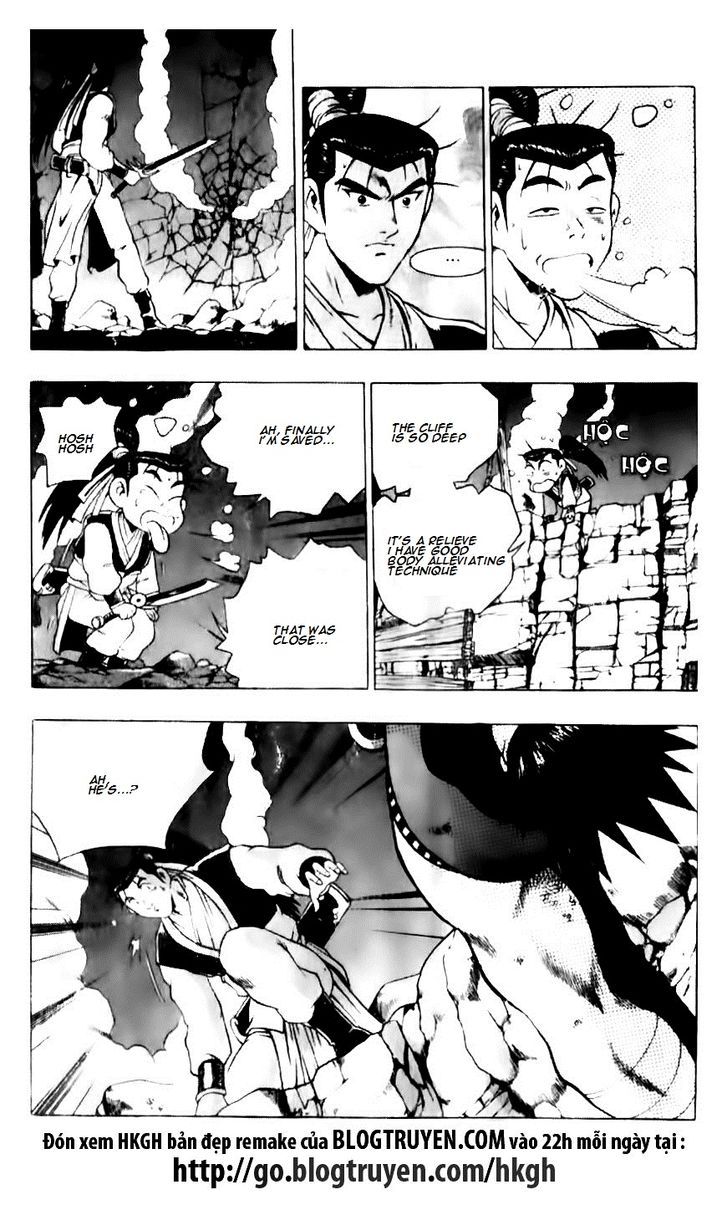 ...
HOSH
HOSH
AH, FINALLY
I'M SAVED...
THAT WAS
CLOSE...
THE CLIFF
IS SO DEEP
HỘC
HỘC
IT'S A RELIEVE
I HAVE GOOD
BODY ALLEVIATING
TECHNIQUE
AH,
HE'S...?
Đón xem HKGH bản đẹp remake của BLOGTRUYEN.COM vào 22h mỗi ngày tại :
http://go.blogtruyen.com/hkgh